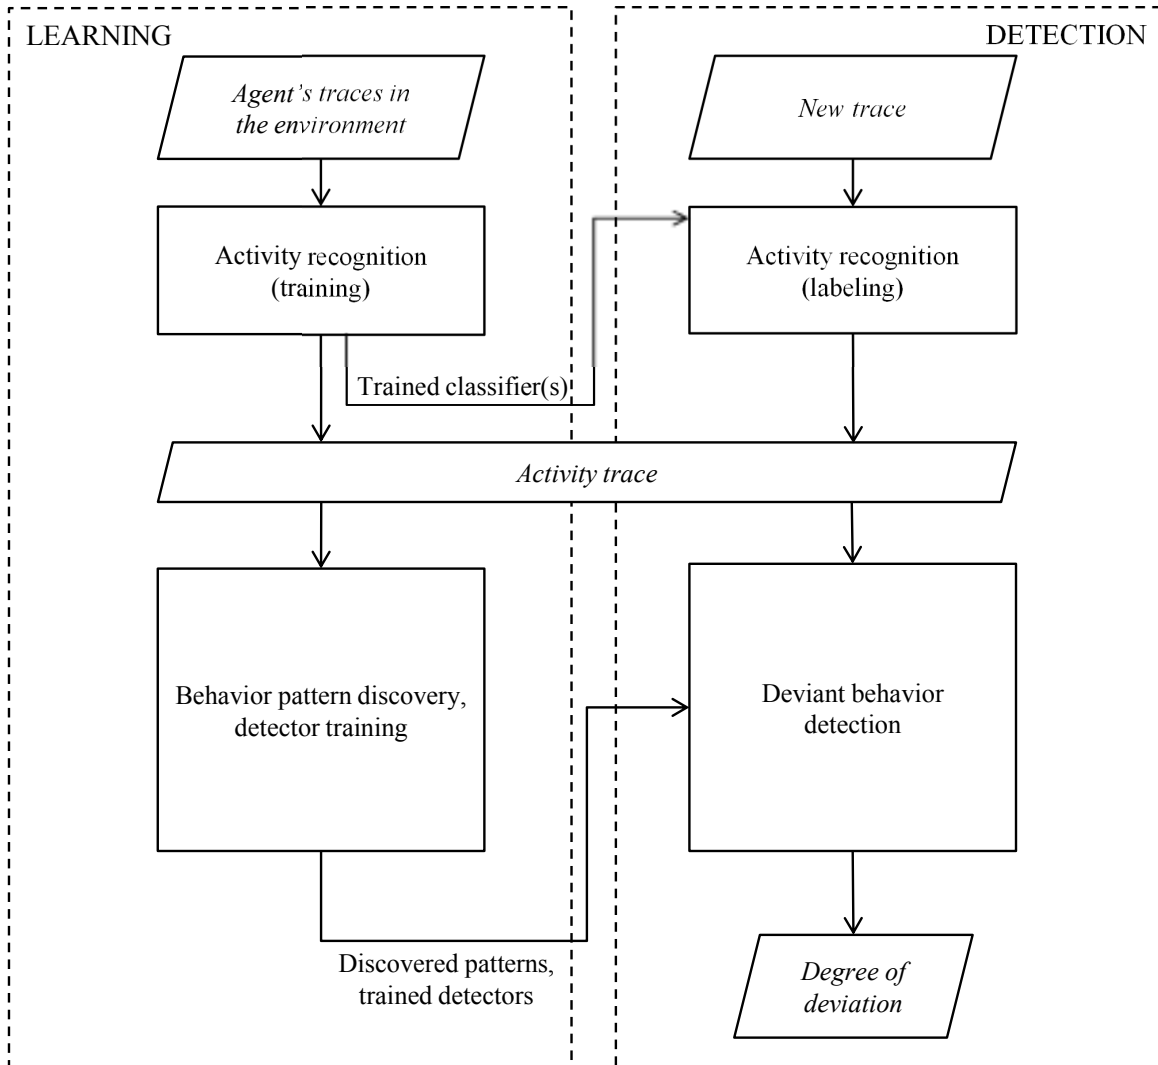 LEARNING
DETECTION
Agent's traces in
the environment
New trace
Activity recognition
(training)
Activity recognition
(labeling)
Trained classifier(s)
Activity trace
Behavior pattern discovery,
detector training
Deviant behavior
detection
Discovered patterns,
trained detectors
Degree of
deviation